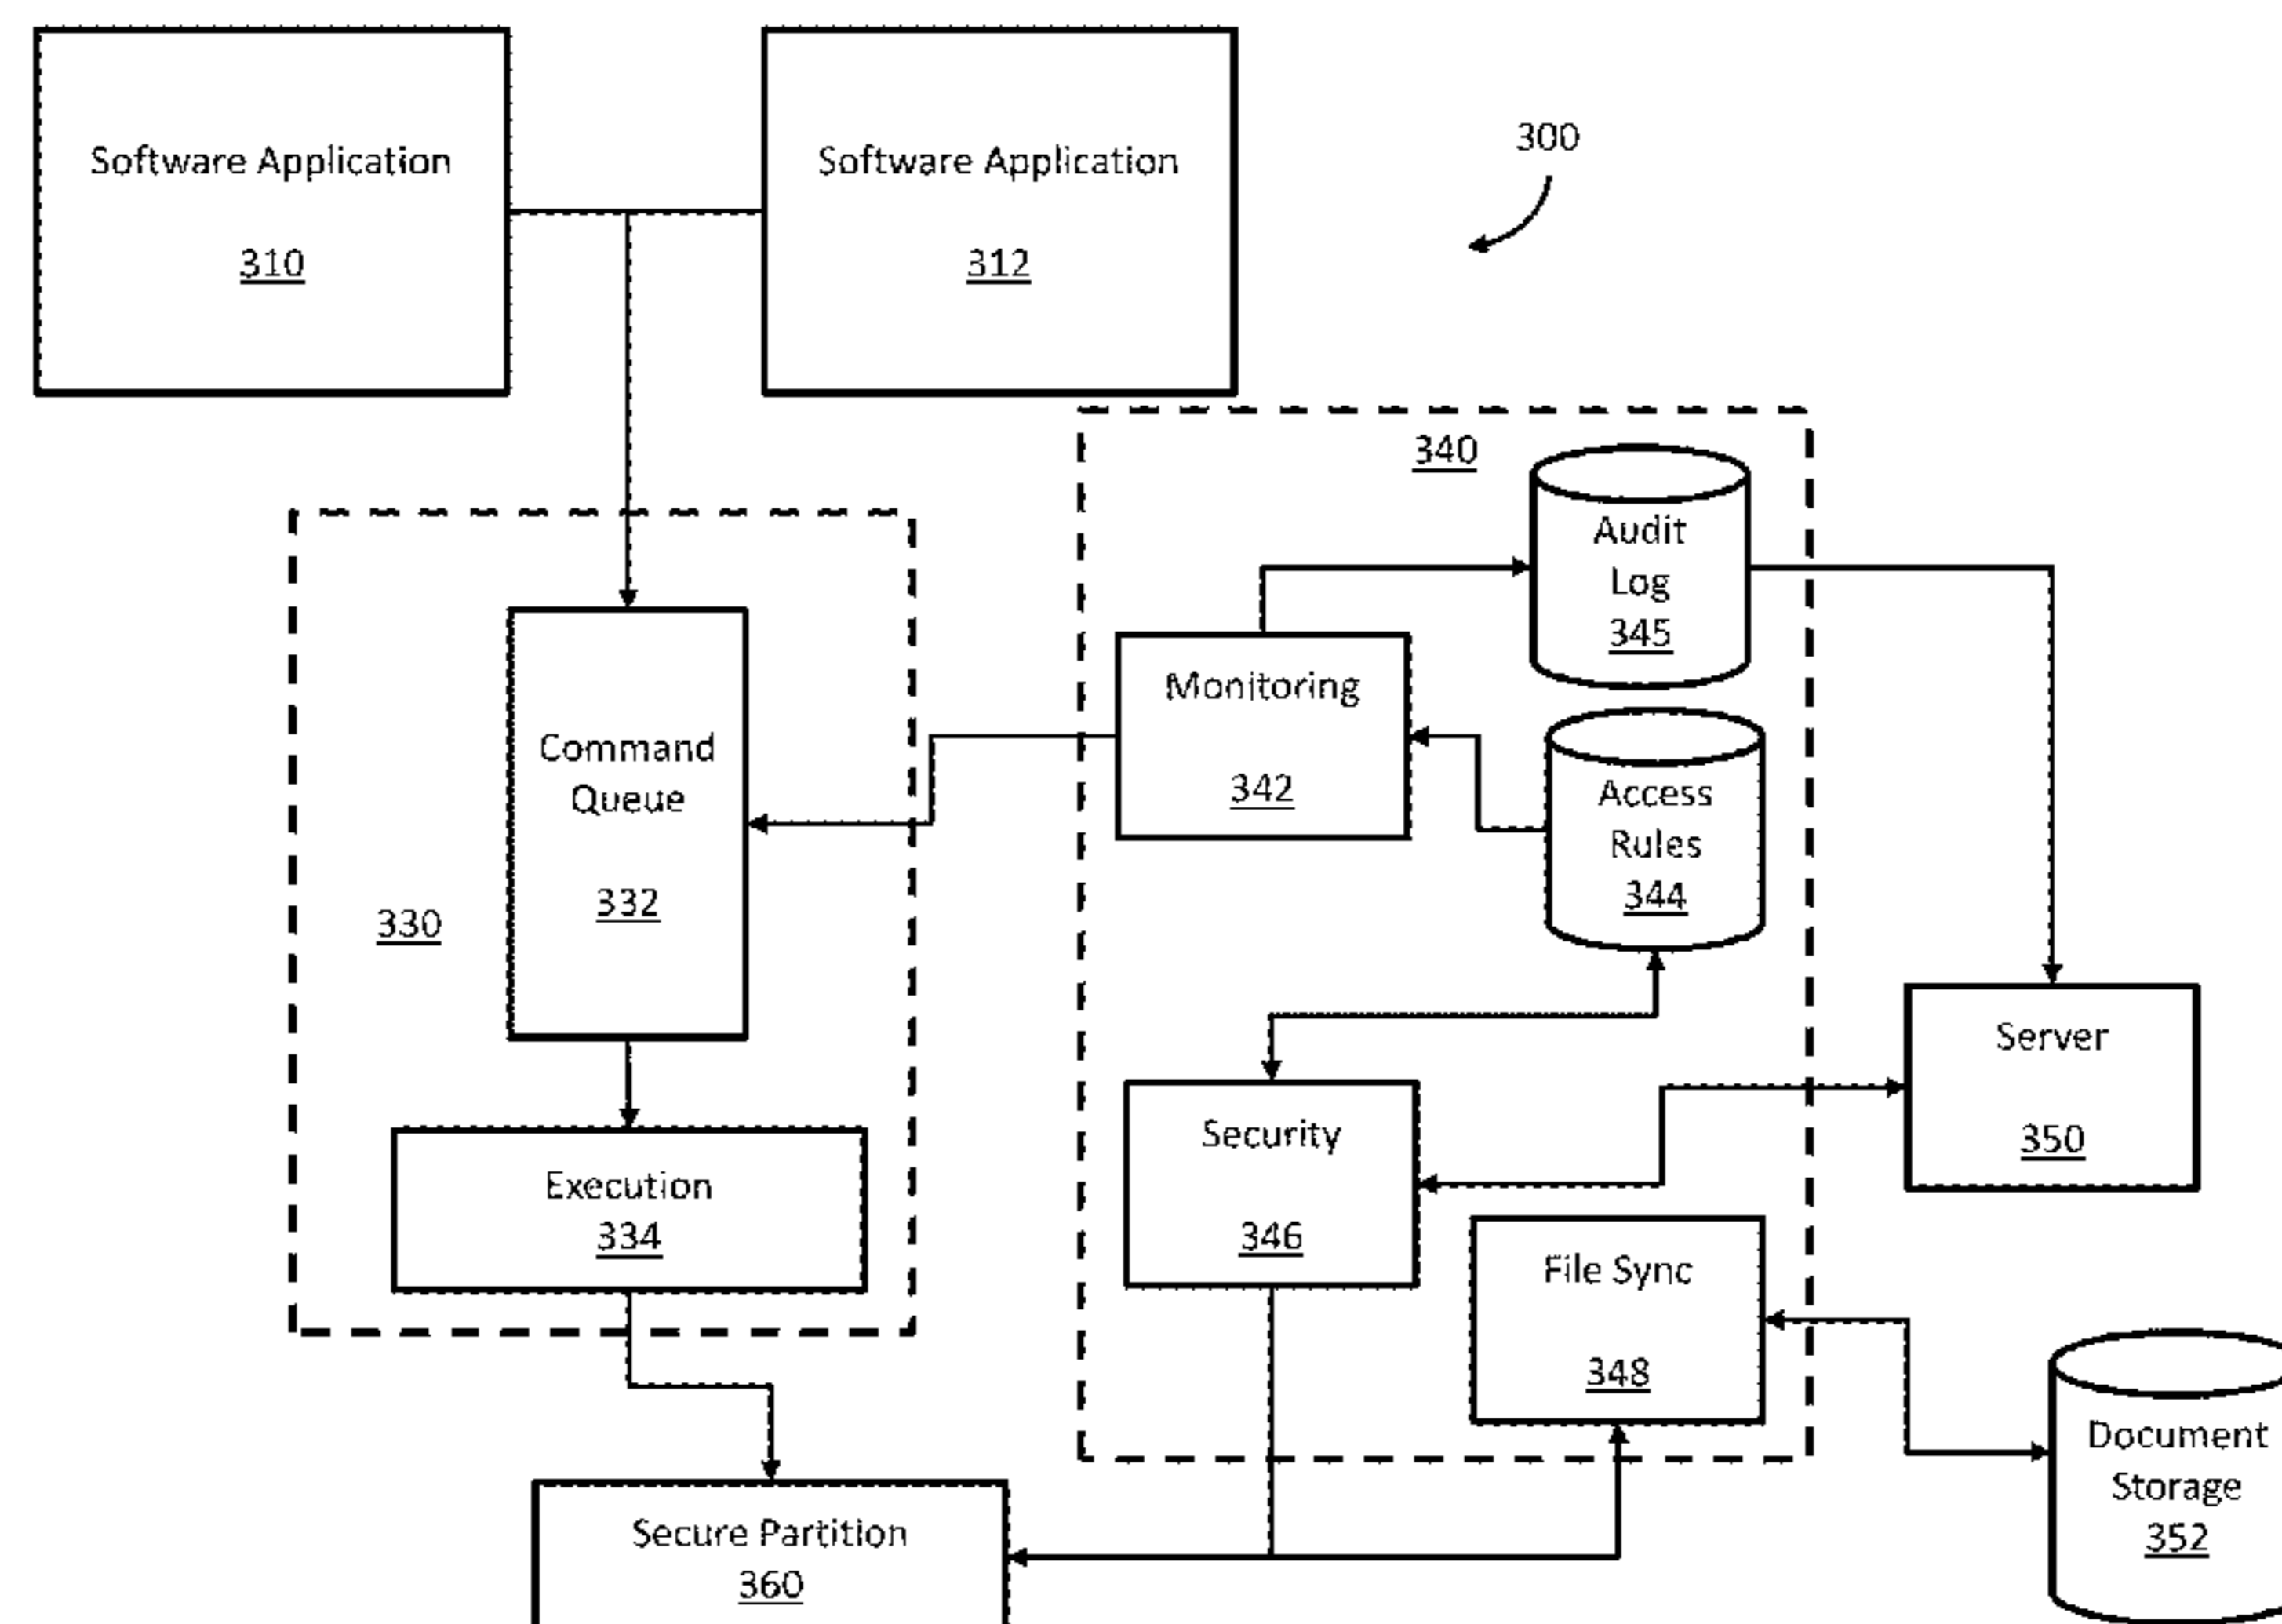 Software Application
310
Software Application
312
300
340
Audit
Log
345
Monitoring
342
Access
Rules
344
Command
Queue
332
330
Server
350
Security
346
Execution
334
File Sync
348
Document
Storage
352
Secure Partition
360